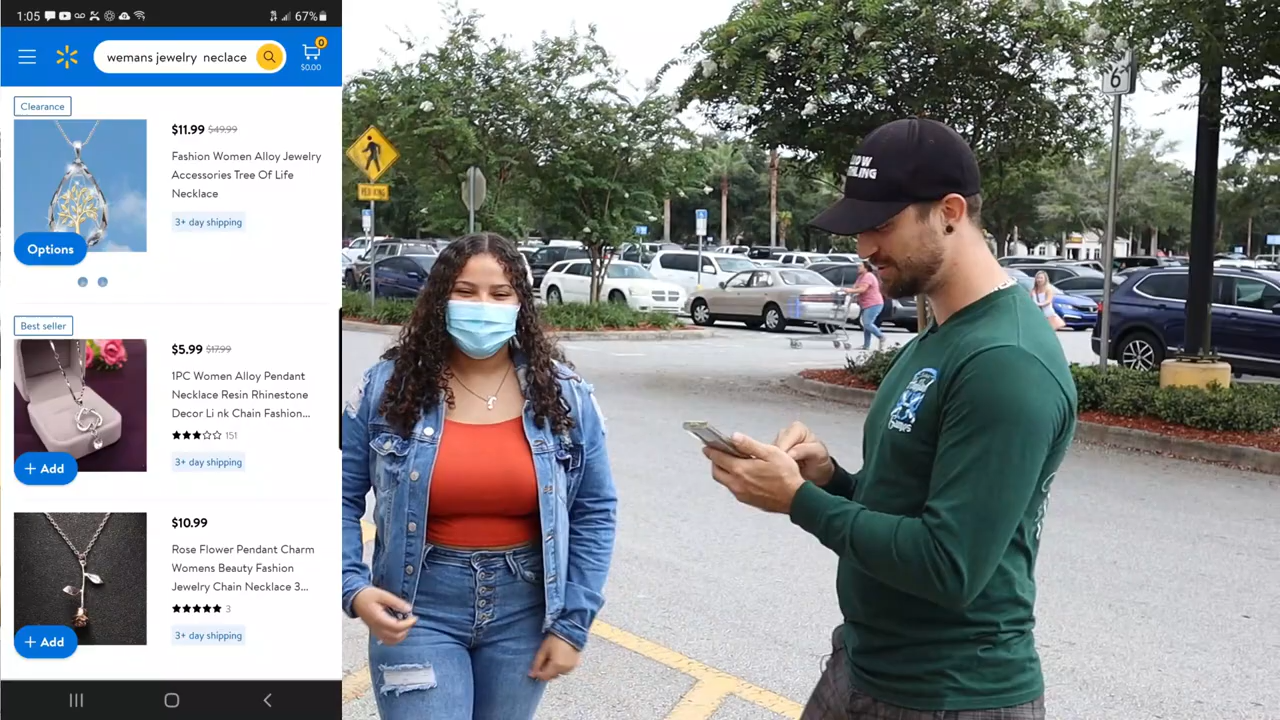 1:05
67%
wemans jewelry neclace
0
$0.00
Clearance
$11.99 $49.99
Fashion Women Alloy Jewelry
Accessories Tree Of Life
Necklace
3+ day shipping
Options
Best seller
$5.99 $17.99
1PC Women Alloy Pendant
Necklace Resin Rhinestone
Decor Li nk Chain Fashion...
151
3+ day shipping
+ Add
$10.99
Rose Flower Pendant Charm
Womens Beauty Fashion
Jewelry Chain Necklace 3...
3
3+ day shipping
+ Add
6